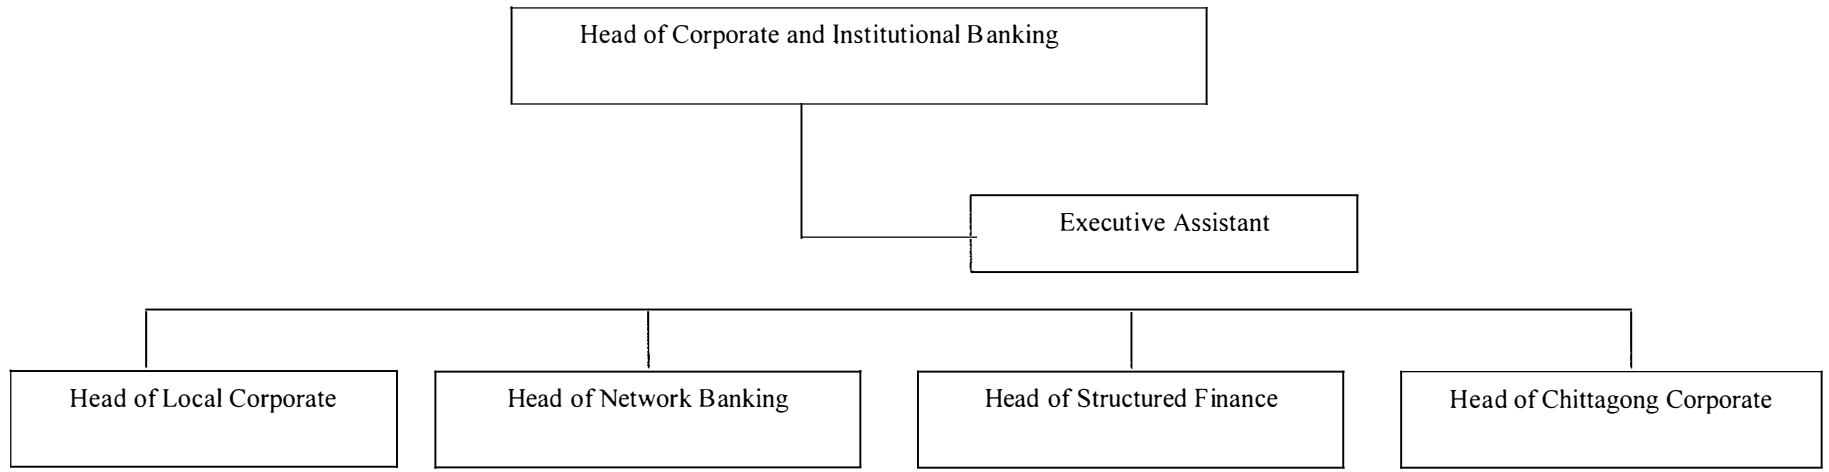 Head of Corporate and Institutional Banking
Executive Assistant
Head of Local Corporate
Head of Network Banking
Head of Structured Finance
Head of Chittagong Corporate